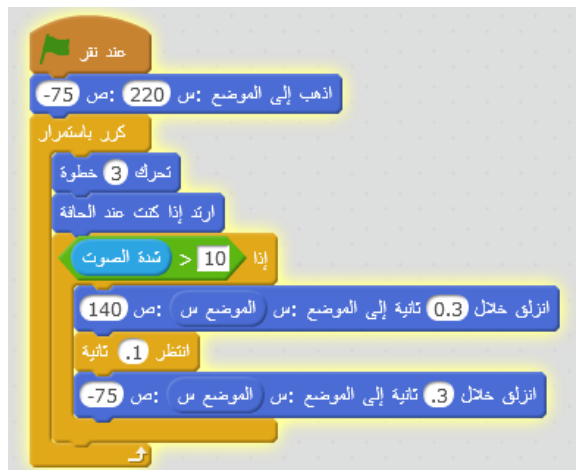 عند نقر
اذهب إلى الموضع :س 220 :ص -75
كرر باستمرار
تحرك 3 خطوة
ارتد إذا كنت عند الحافة
إذا 10 < شدة الصوت
انزلق خلال 0.3 ثانية إلى الموضع :س الموضع س :ص 140
انتظر .1 ثانية
انزلق خلال .3 ثانية إلى الموضع :س الموضع س :ص -75